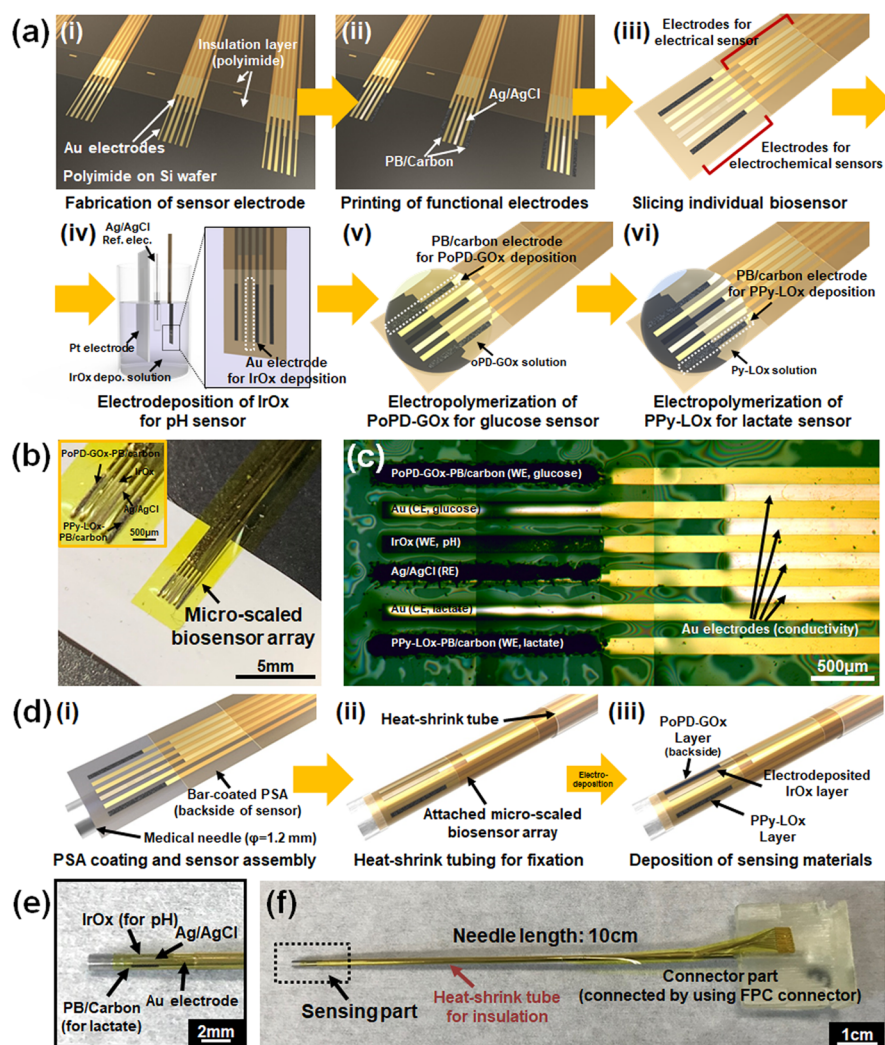 (a)
(i)
Insulation layer
(polyimide)
Au electrodes
Polyimide on Si wafer
Fabrication of sensor electrode
(ii)
Ag/AgCl
PB/Carbon
Printing of functional electrodes
(iii)
Electrodes for
electrical sensor
Electrodes for
electrochemical sensors
Slicing individual biosensor
(iv)
Ag/AgCl
Ref. elec.
Pt electrode
IrOx depo. solution
Au electrode
for IrOx deposition
Electrodeposition of IrOx
for pH sensor
(v)
PB/carbon electrode
for PoPD-GOx deposition
oPD-GOx solution
Electropolymerization of
PoPD-GOx for glucose sensor
(vi)
PB/carbon electrode
for PPy-LOx deposition
Py-LOx solution
Electropolymerization of
PPy-LOx for lactate sensor
(b)
PoPD-GOx-PB/carbon
IrOx
Ag/AgCl
PPy-LOx-
PB/carbon
500μm
Micro-scaled
biosensor array
5mm
(c)
PoPD-GOx-PB/carbon (WE, glucose)
Au (CE, glucose)
IrOx (WE, pH)
Ag/AgCl (RE)
Au (CE, lactate)
PPy-LOx-PB/carbon (WE, lactate)
Au electrodes (conductivity)
500μm
(d)
(i)
Bar-coated PSA
(backside of sensor)
Medical needle (φ=1.2 mm)
PSA coating and sensor assembly
(ii)
Heat-shrink tube
Attached micro-scaled
biosensor array
Heat-shrink tubing for fixation
Electro-
deposition
(iii)
PoPD-GOx
Layer
(backside)
Electrodeposited
IrOx layer
PPy-LOx
Layer
Deposition of sensing materials
(e)
IrOx (for pH)
Ag/AgCl
Au electrode
PB/Carbon
(for lactate)
2mm
(f)
Needle length: 10cm
Sensing part
Heat-shrink tube
for insulation
Connector part
(connected by using FPC connector)
1cm